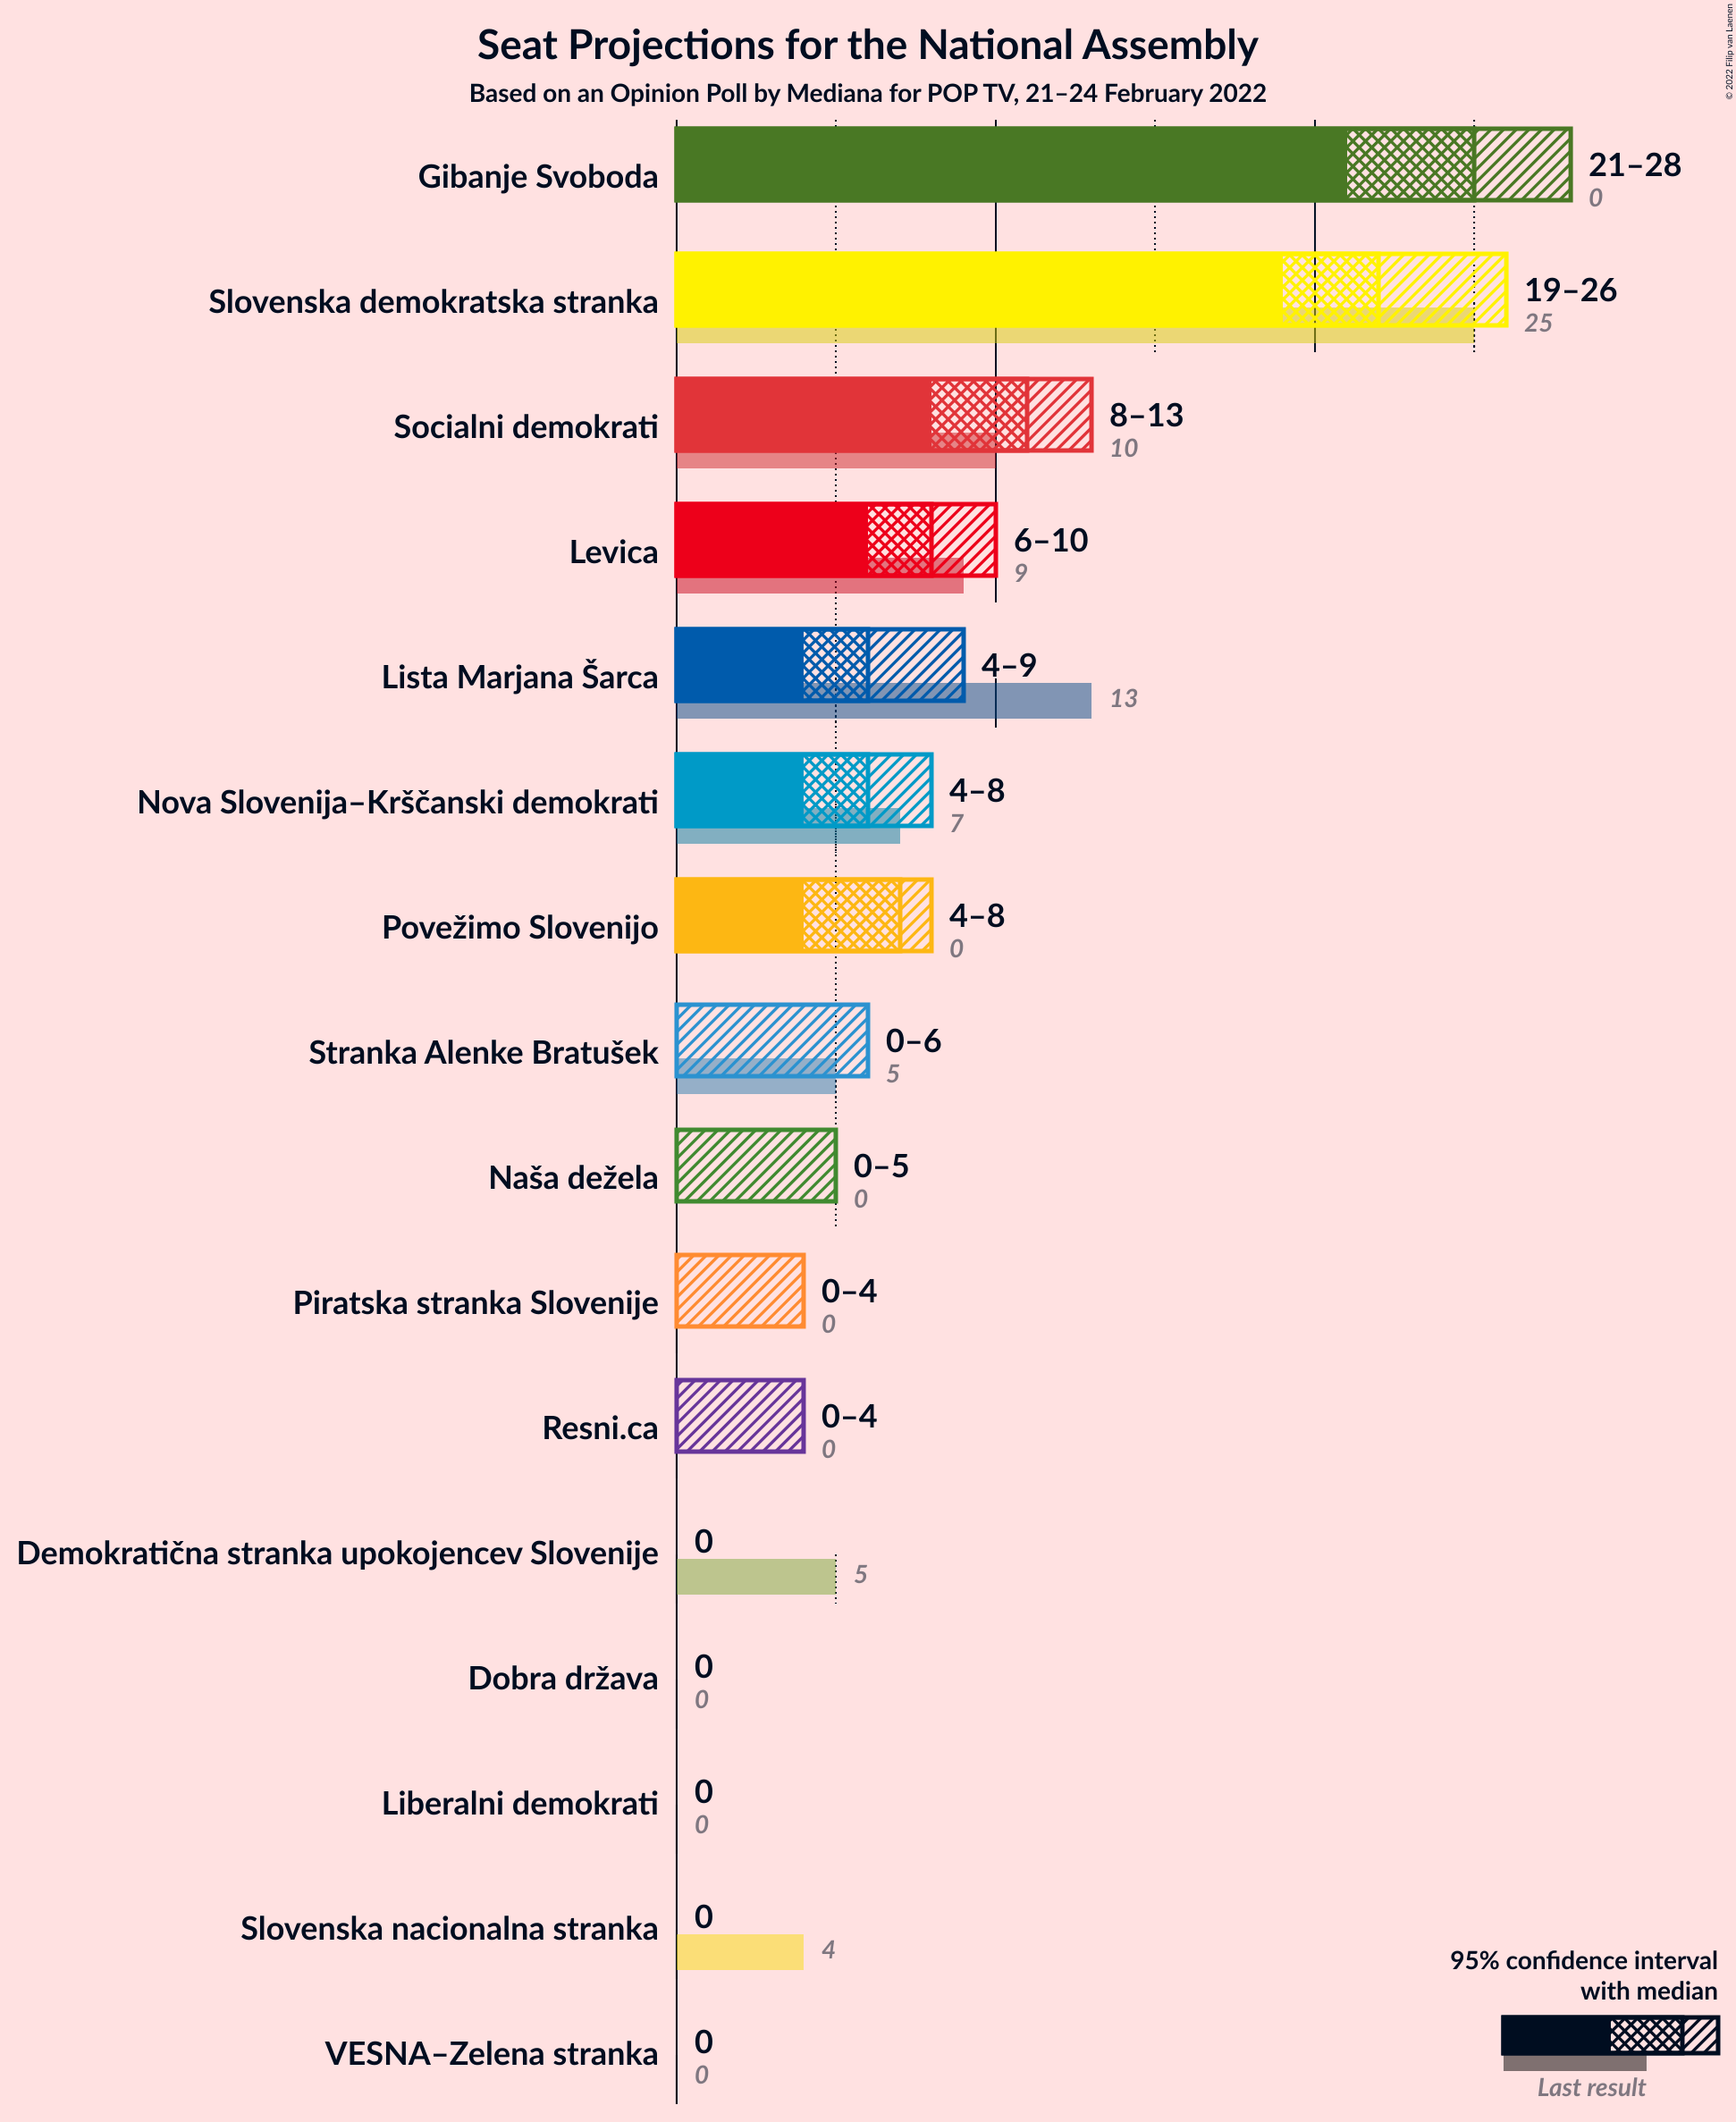 Seat Projections for the National Assembly
Based on an Opinion Poll by Mediana for POP TV, 21–24 February 2022
© 2022 Filip van Laenen
Gibanje Svoboda
21–28
0
Slovenska demokratska stranka
19–26
25
Socialni demokrati
8–13
10
Levica
6–10
9
Lista Marjana Šarca
4–9
13
Nova Slovenija–Krščanski demokrati
4–8
7
Povežimo Slovenijo
4–8
0
Stranka Alenke Bratušek
0–6
5
Naša dežela
0–5
0
Piratska stranka Slovenije
0–4
0
Resni.ca
0–4
0
Demokratična stranka upokojencev Slovenije
0
5
Dobra država
0
0
Liberalni demokrati
0
0
Slovenska nacionalna stranka
0
4
VESNA–Zelena stranka
0
0
95% confidence interval
with median
Last result